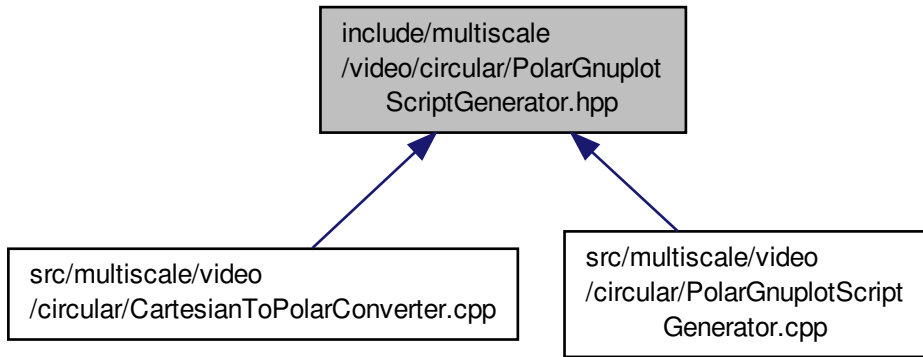 include/multiscale
/video/circular/PolarGnuplot
ScriptGenerator.hpp
src/multiscale/video
/circular/CartesianToPolarConverter.cpp
src/multiscale/video
/circular/PolarGnuplotScript
Generator.cpp